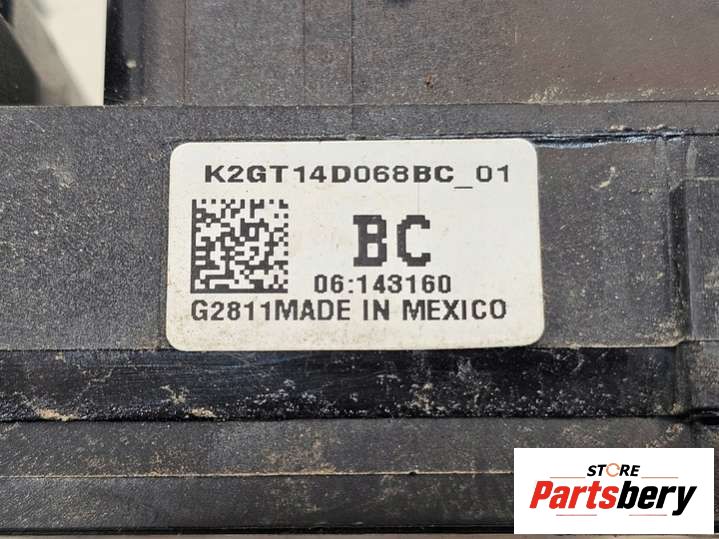 K2GT14D068BC_01
BC
06:143160
G2811MADE IN MEXICO
STORE
Partsbery